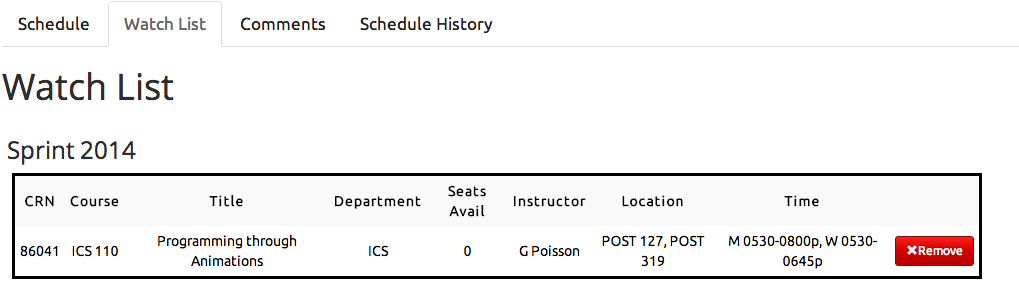 Schedule Watch List Comments Schedule History
Watch List
Sprint 2014
CRN Course Title Department Seats Avail Instructor Location Time
86041 ICS 110 Programming through Animations ICS 0 G Poisson POST 127, POST 319 M 0530-0800p, W 0530-0645p ✖Remove